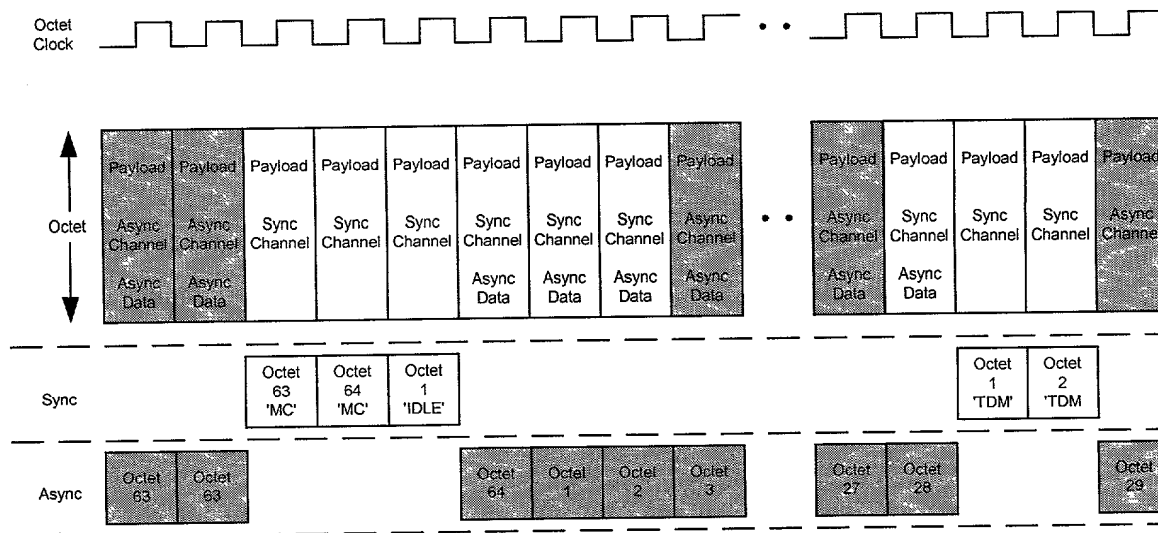 Octet
Clock
Octet
Payload
Async
Channel
Async
Data
Payload
Async
Channel
Async
Data
Payload
Sync
Channel
Payload
Sync
Channel
Payload
Sync
Channel
Payload
Sync
Channel
Async
Data
Payload
Sync
Channel
Async
Data
Payload
Sync
Channel
Async
Data
Payload
Async
Channel
Async
Data
Payload
Async
Channel
Async
Data
Payload
Sync
Channel
Async
Data
Payload
Sync
Channel
Payload
Sync
Channel
Payload
Async
Channel
Sync
Octet
63
'MC'
Octet
64
'MC'
Octet
1
'IDLE'
Octet
1
'TDM'
Octet
2
'TDM
Async
Octet
63
Octet
63
Octet
64
Octet
1
Octet
2
Octet
3
Octet
27
Octet
28
Octet
29